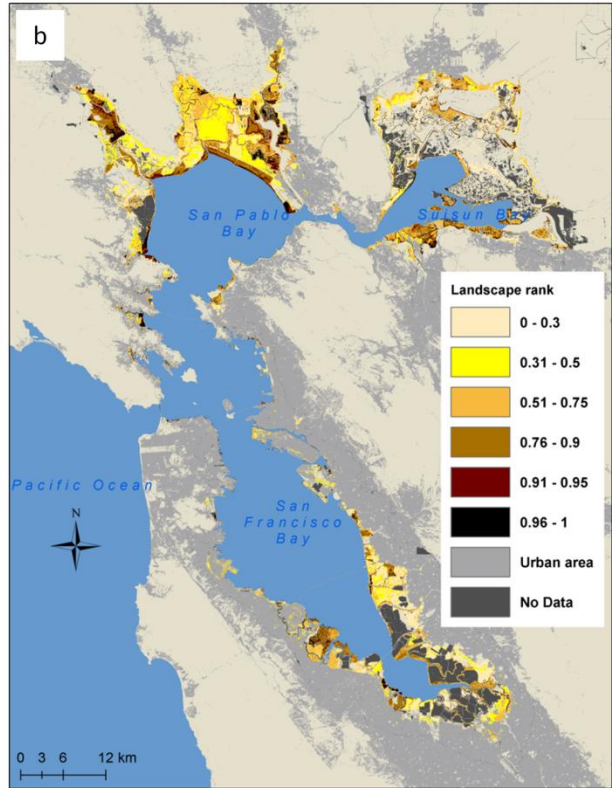 b
San Pablo
Bay
Suisun Bay
Landscape rank
0 - 0.3
0.31 - 0.5
0.51 - 0.75
0.76 - 0.9
0.91 - 0.95
0.96 - 1
Urban area
No Data
Pacific Ocean
San
Francisco
Bay
0 3 6 12 km